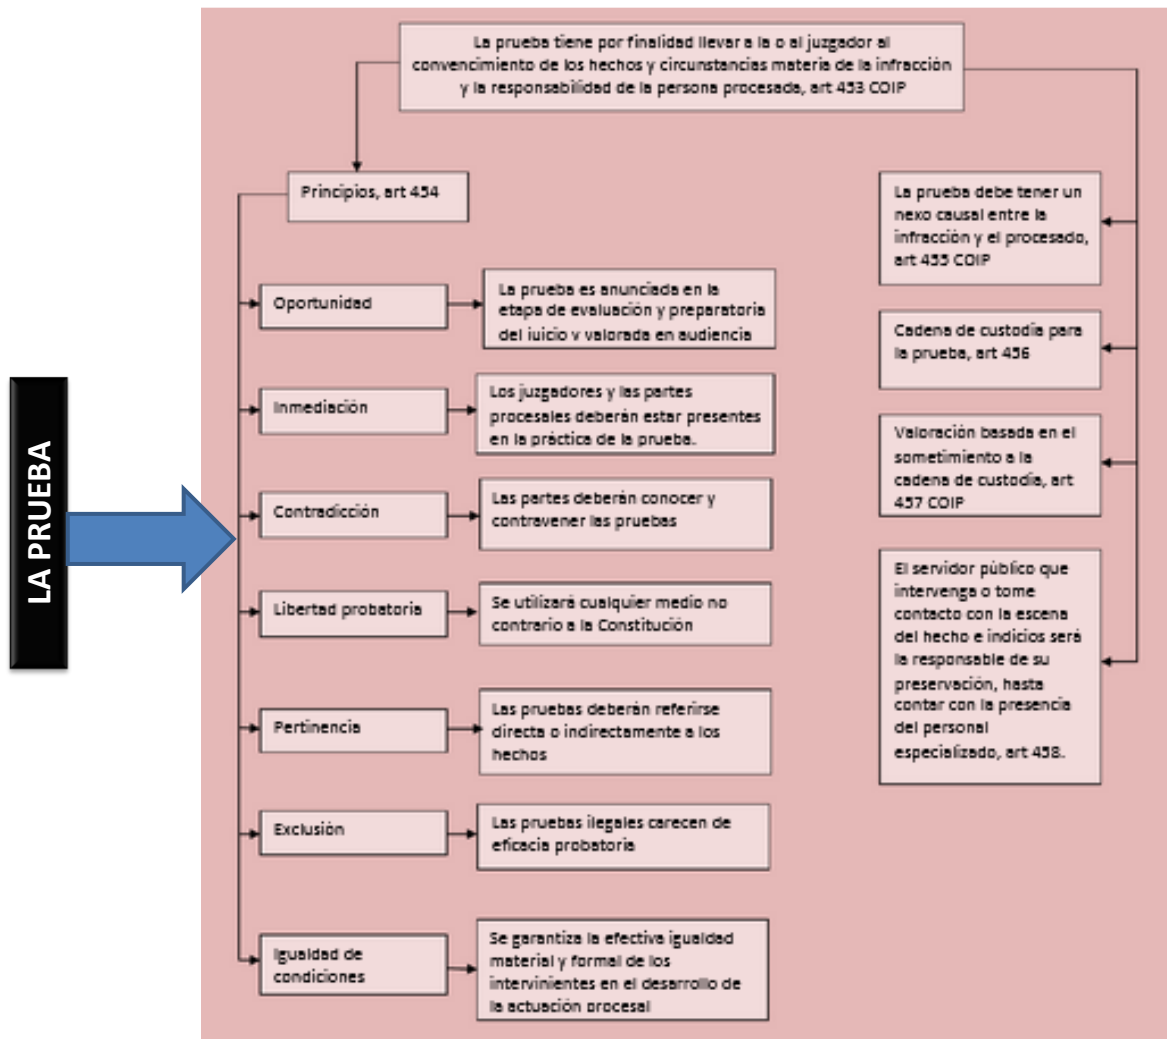 LA PRUEBA
La prueba tiene por finalidad llevar a la o al juzgador al
convencimiento de los hechos y circunstancias materia de la infracción
y la responsabilidad de la persona procesada, art 453 COIP
Principios, art 454
Oportunidad
La prueba es anunciada en la
etapa de evaluación y preparatoria
del juicio y valorada en audiencia
Inmediación
Los juzgadores y las partes
procesales deberán estar presentes
en la práctica de la prueba.
Contradicción
Las partes deberán conocer y
contravener las pruebas
Libertad probatoria
Se utilizará cualquier medio no
contrario a la Constitución
Pertinencia
Las pruebas deberán referirse
directa o indirectamente a los
hechos
Exclusión
Las pruebas ilegales carecen de
eficacia probatoria
Igualdad de
condiciones
Se garantiza la efectiva igualdad
material y formal de los
intervinientes en el desarrollo de
la actuación procesal
La prueba debe tener un
nexo causal entre la
infracción y el procesado,
art 455 COIP
Cadena de custodia para
la prueba, art 456
Valoración basada en el
sometimiento a la
cadena de custodia, art
457 COIP
El servidor público que
intervenga o tome
contacto con la escena
del hecho e indicios será
la responsable de su
preservación, hasta
contar con la presencia
del personal
especializado, art 458.